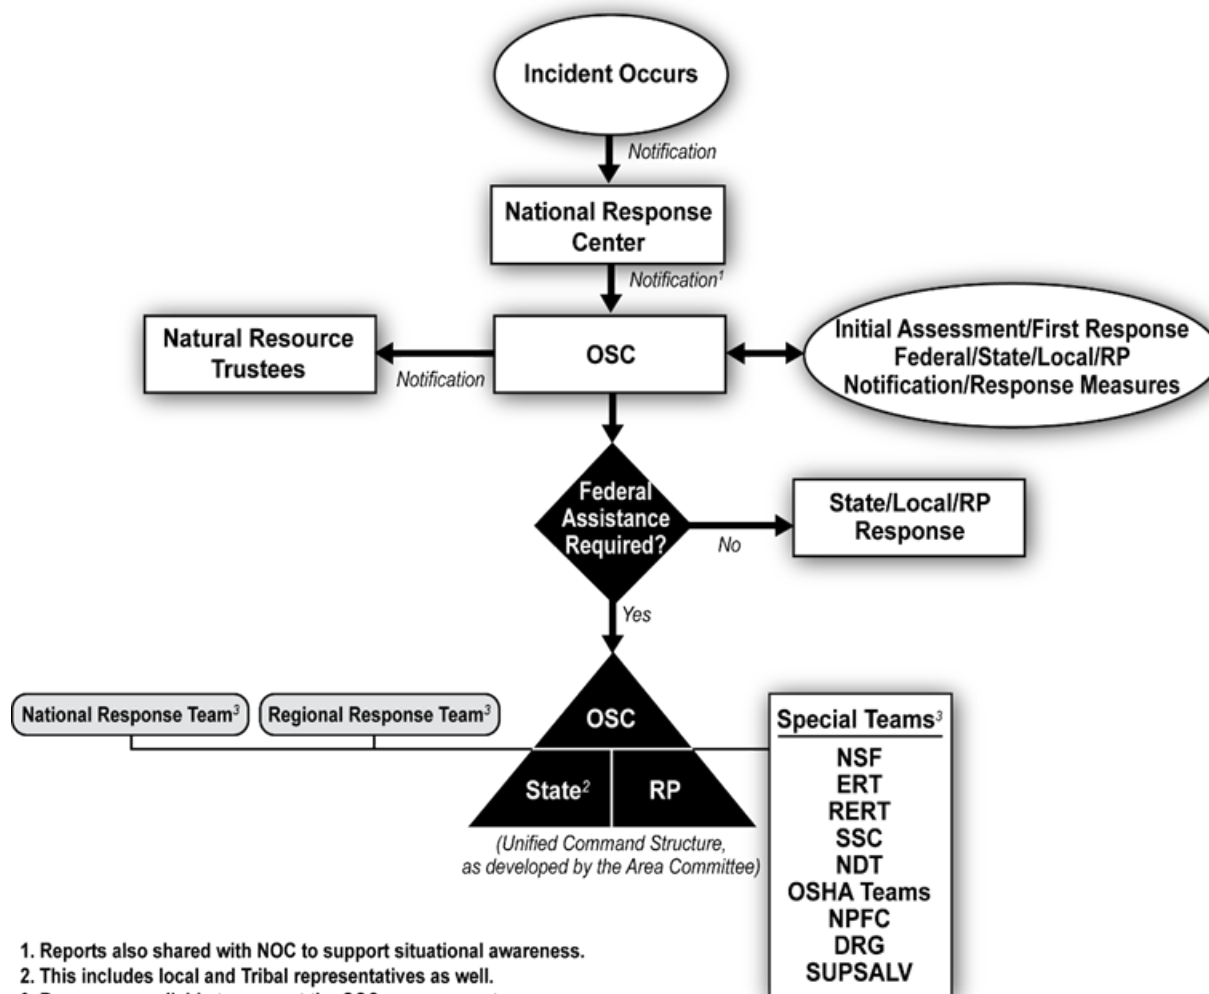 Incident Occurs
Notification
National Response
Center
Notification¹
Natural Resource
Trustees
Notification
OSC
Initial Assessment/First Response
Federal/State/Local/RP
Notification/Response Measures
Federal
Assistance
Required?
No
State/Local/RP
Response
Yes
National Response Team³
Regional Response Team³
OSC
State²
RP
(Unified Command Structure,
as developed by the Area Committee)
Special Teams³
NSF
ERT
RERT
SSC
NDT
OSHA Teams
NPFC
DRG
SUPSALV
1. Reports also shared with NOC to support situational awareness.
2. This includes local and Tribal representatives as well.